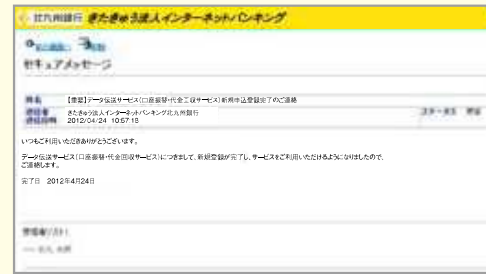 北九州銀行 きたきゅう法人インターネットバンキング
セキュアメッセージ
件名 【重要】データ伝送サービス(口座振替・代金回収サービス)新規申込登録完了のご連絡
きたきゅう法人インターネットバンキング北九州銀行
2012/04/24 10:57:18
いつもご利用いただきありがとうございます。
データ伝送サービス(口座振替・代金回収サービス)につきまして、新規登録が完了し、サービスをご利用いただけるようになりましたので、
ご連絡します。
完了日 2012年4月24日